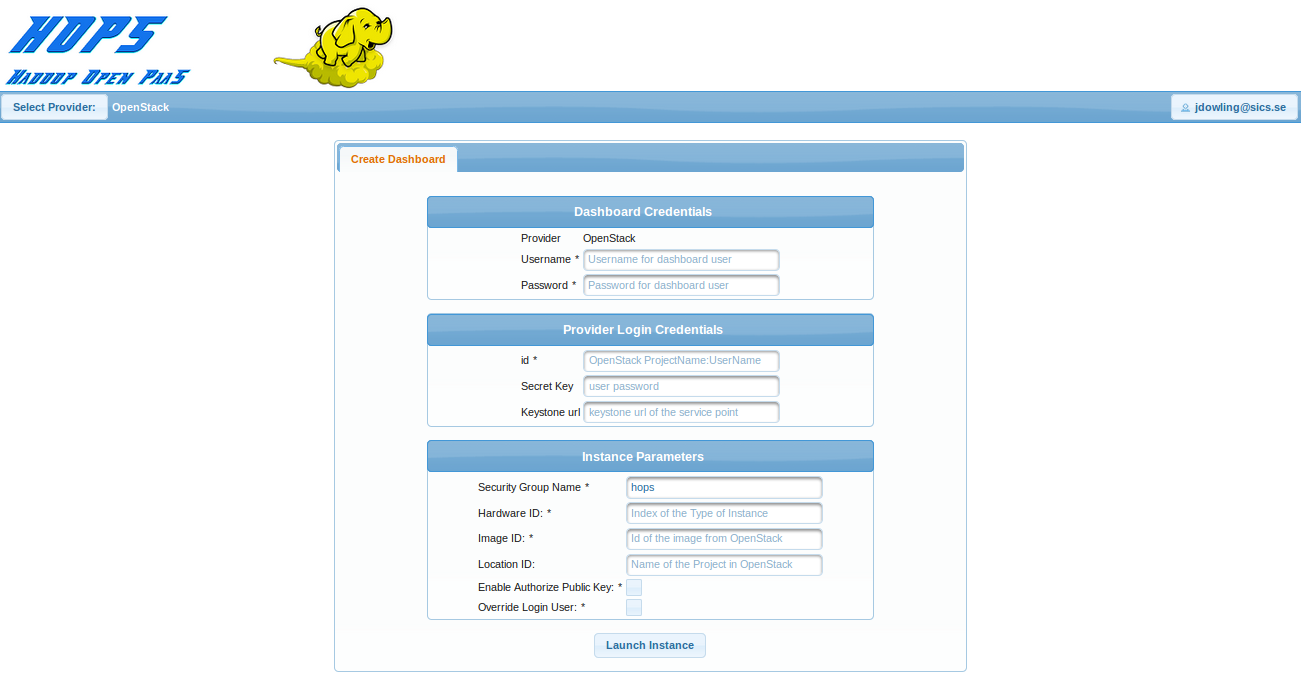 HOPS
HADOOP OPEN PAAS
Select Provider: OpenStack jdowling@sics.se
Create Dashboard
Dashboard Credentials
Provider OpenStack
Username * Username for dashboard user
Password * Password for dashboard user
Provider Login Credentials
id * OpenStack ProjectName:UserName
Secret Key user password
Keystone url keystone url of the service point
Instance Parameters
Security Group Name * hops
Hardware ID: * Index of the Type of Instance
Image ID: * Id of the image from OpenStack
Location ID: Name of the Project in OpenStack
Enable Authorize Public Key: *
Override Login User: *
Launch Instance